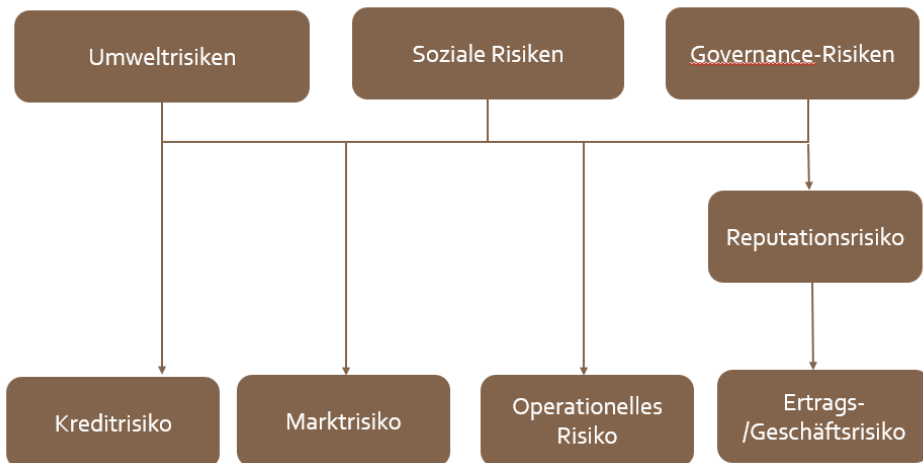 Umweltrisiken
Soziale Risiken
Governance-Risiken
Reputationsrisiko
Kreditrisiko
Marktrisiko
Operationelles
Risiko
Ertrags-
/Geschäftsrisiko